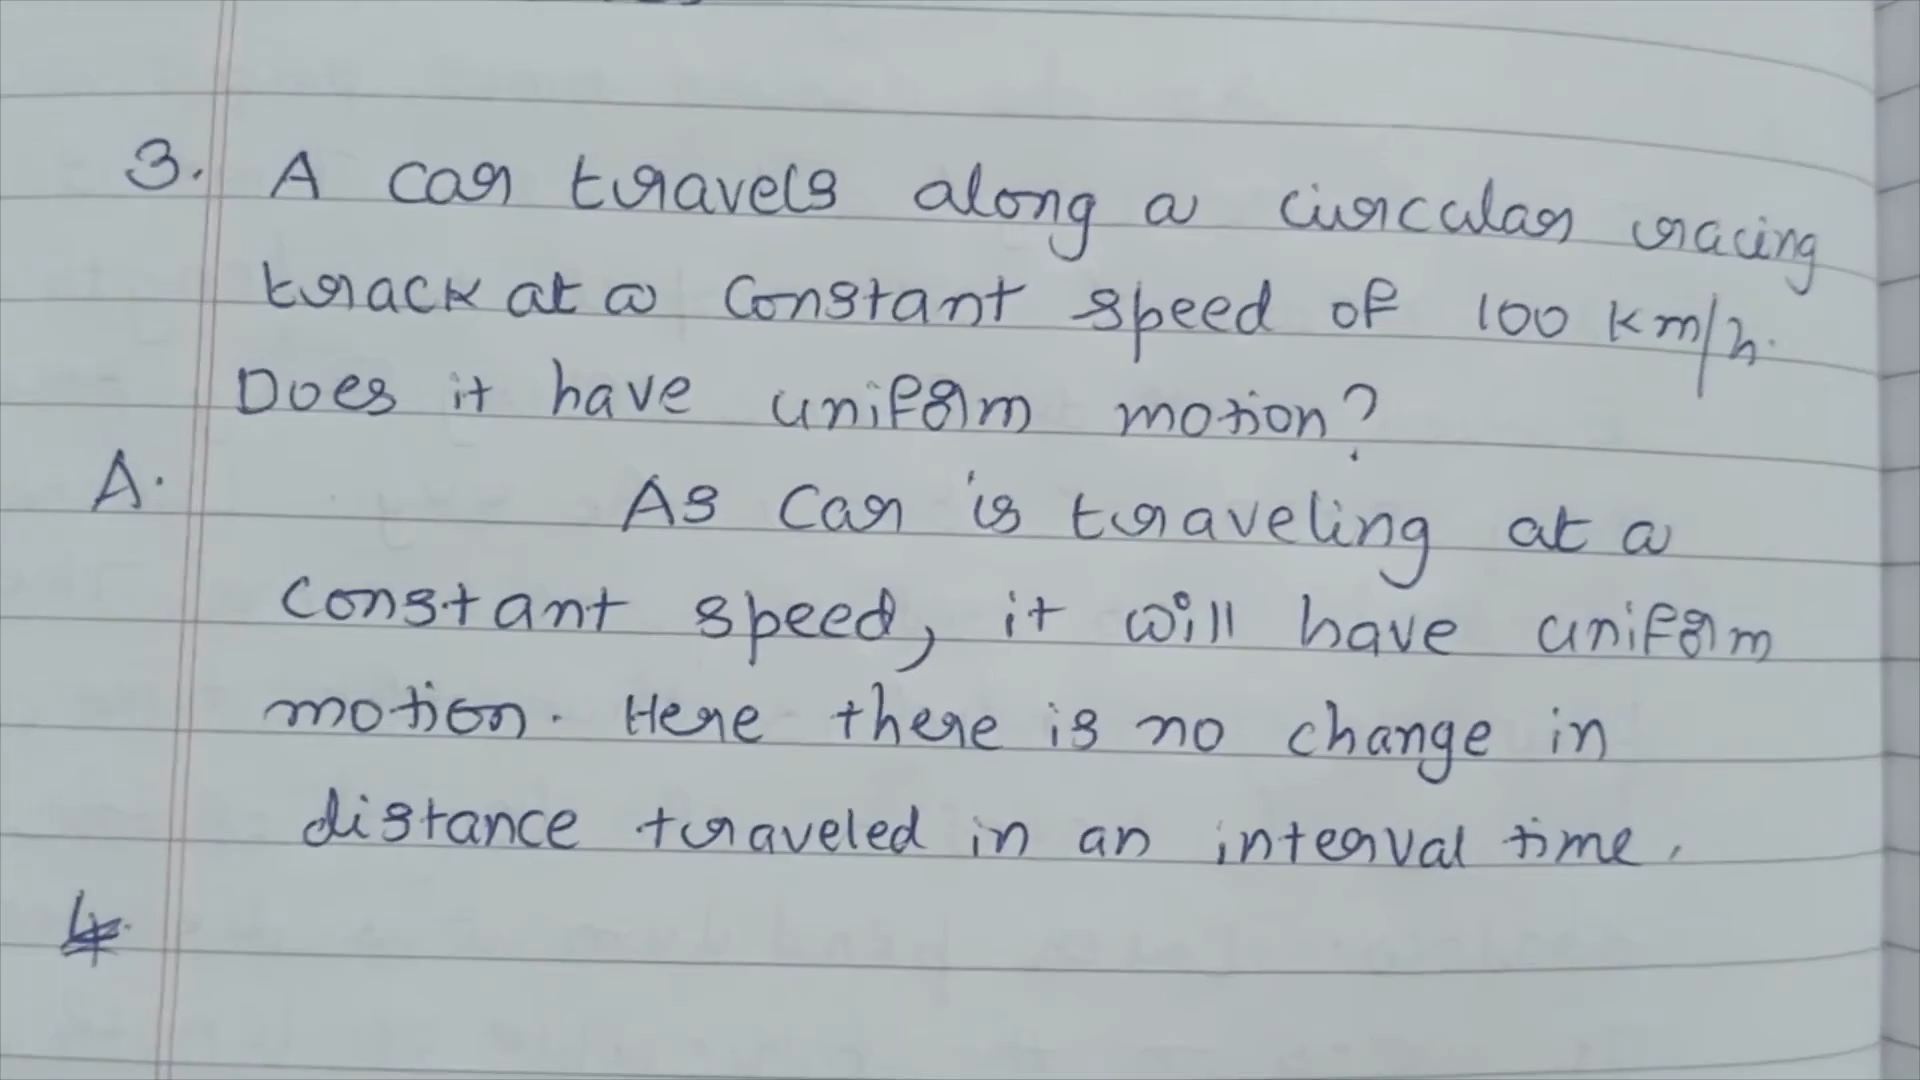 3. A car travels along a circular racing
track at a constant speed of 100 km/h.
Does it have uniform motion?
A. As car is traveling at a
constant speed, it will have uniform
motion. Here there is no change in
distance traveled in an interval time.
4.